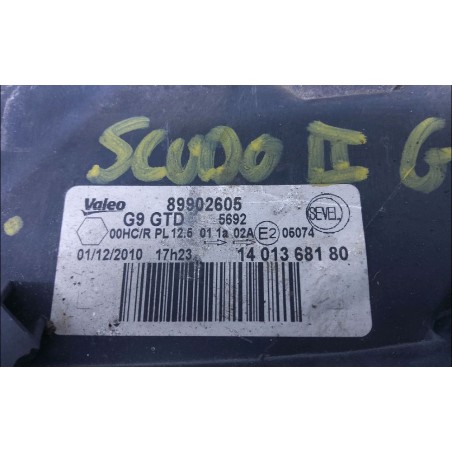 SCUDO II G
Valeo 89902605
G9 GTD 5692 SEVEL
00HC/R PL 12.5 01 1a 02A E2 06074
01/12/2010 17h23 14 013 681 80